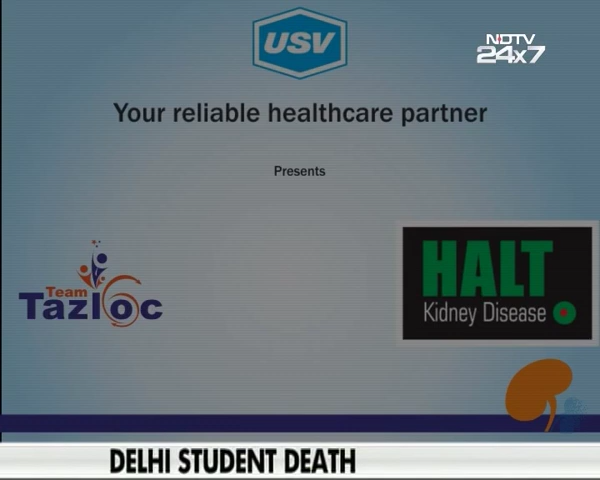 USV
NDTV
24x7
Your reliable healthcare partner
Presents
Team
Tazloc
HALT
Kidney Disease
DELHI STUDENT DEATH